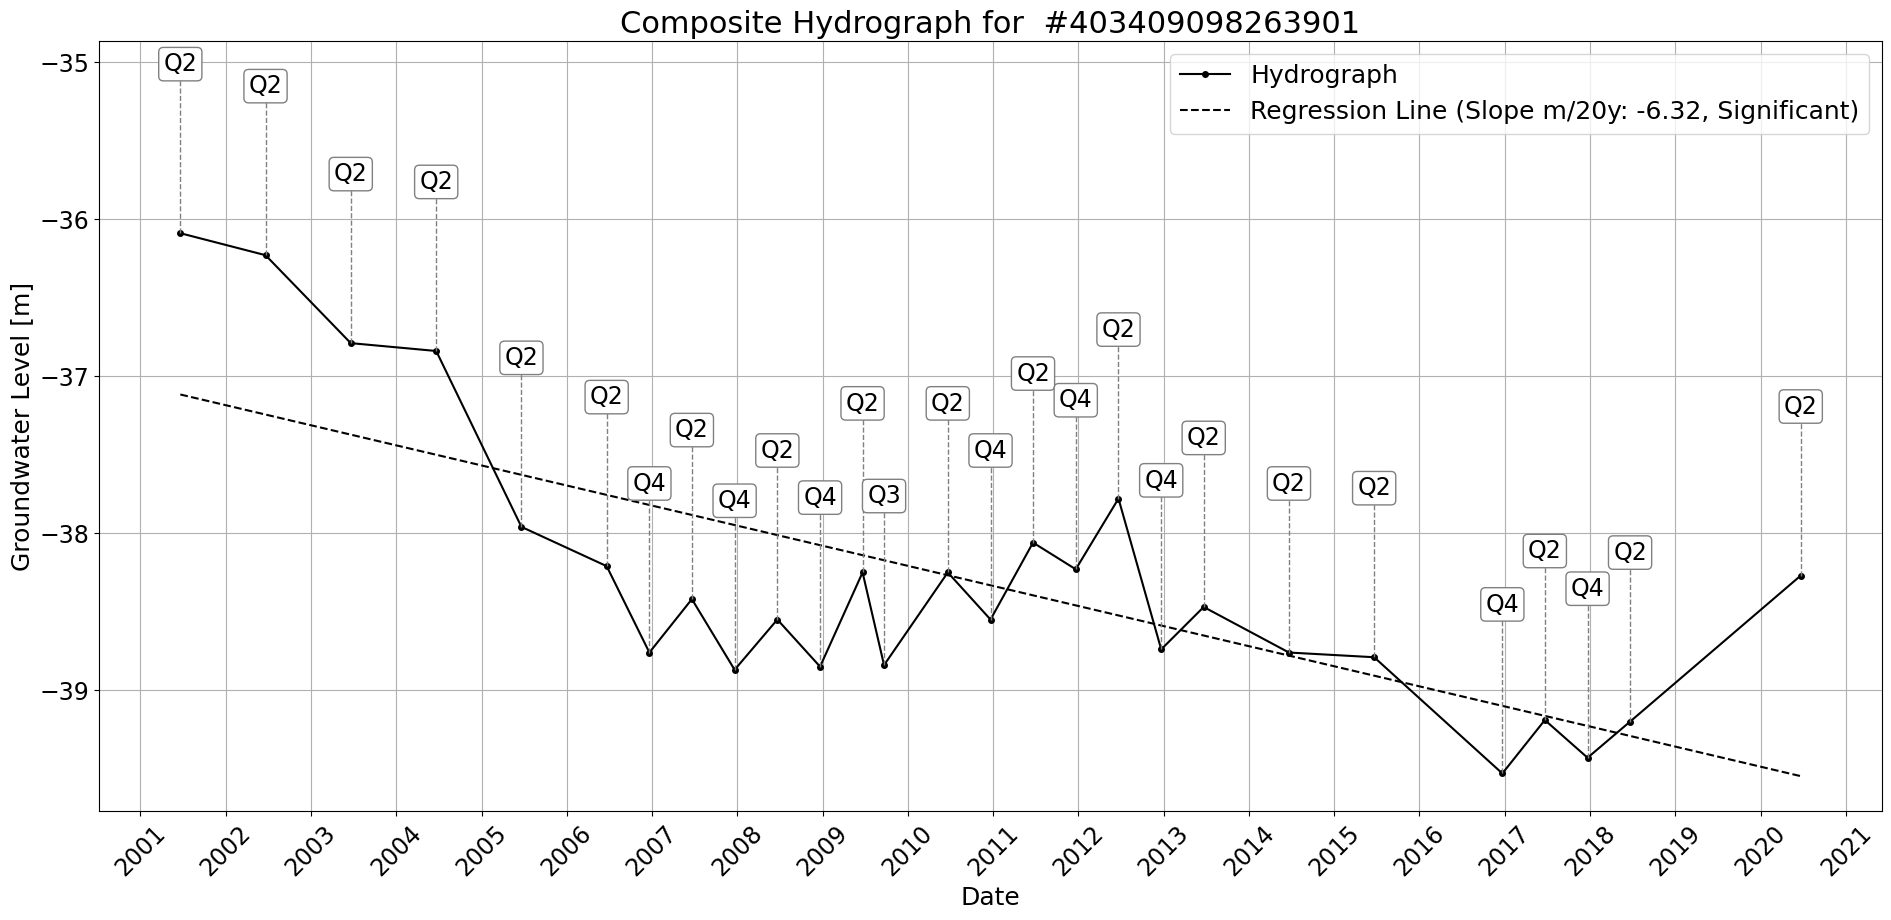 Composite Hydrograph for  #403409098263901
Hydrograph
Regression Line (Slope m/20y: -6.32, Significant)
Groundwater Level [m]
−35
−36
−37
−38
−39
Q2
Q2
Q2
Q2
Q2
Q2
Q4
Q2
Q4
Q2
Q4
Q2
Q3
Q2
Q4
Q2
Q4
Q2
Q4
Q2
Q2
Q2
Q4
Q2
Q4
Q2
Q2
2001
2002
2003
2004
2005
2006
2007
2008
2009
2010
2011
2012
2013
2014
2015
2016
2017
2018
2019
2020
2021
Date